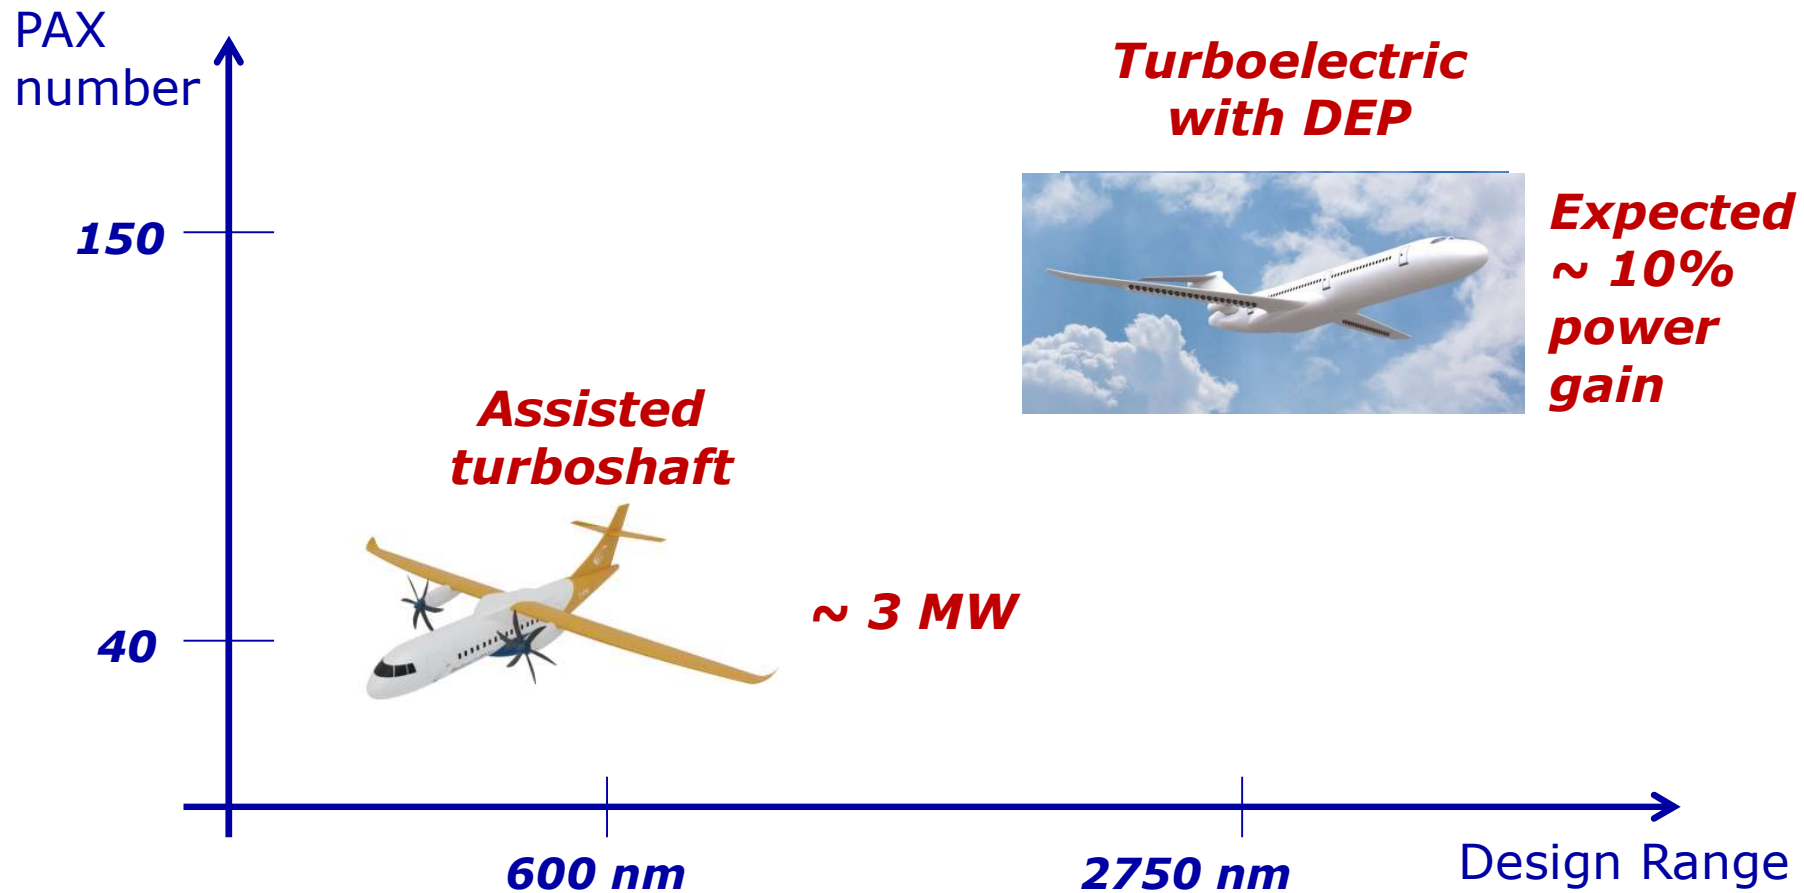 PAX
number
Turboelectric
with DEP
150
Expected
~ 10%
power
gain
Assisted
turboshaft
~ 3 MW
40
600 nm
2750 nm
Design Range